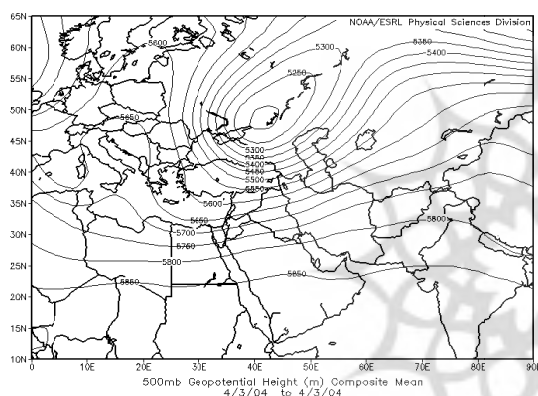 65N
NOAA/ESRL Physical Sciences Division
60N
5600
5300
5350
5400
55N
5250
50N
5650
45N
5300
5350
5400
40N
5450
5500
5550
35N
5600
5650
5800
30N
5700
5750
5800
25N
5850
5850
20N
15N
10N
0
10E
20E
30E
40E
50E
60E
70E
80E
90E
500mb Geopotential Height (m) Composite Mean
4/3/04 to 4/3/04